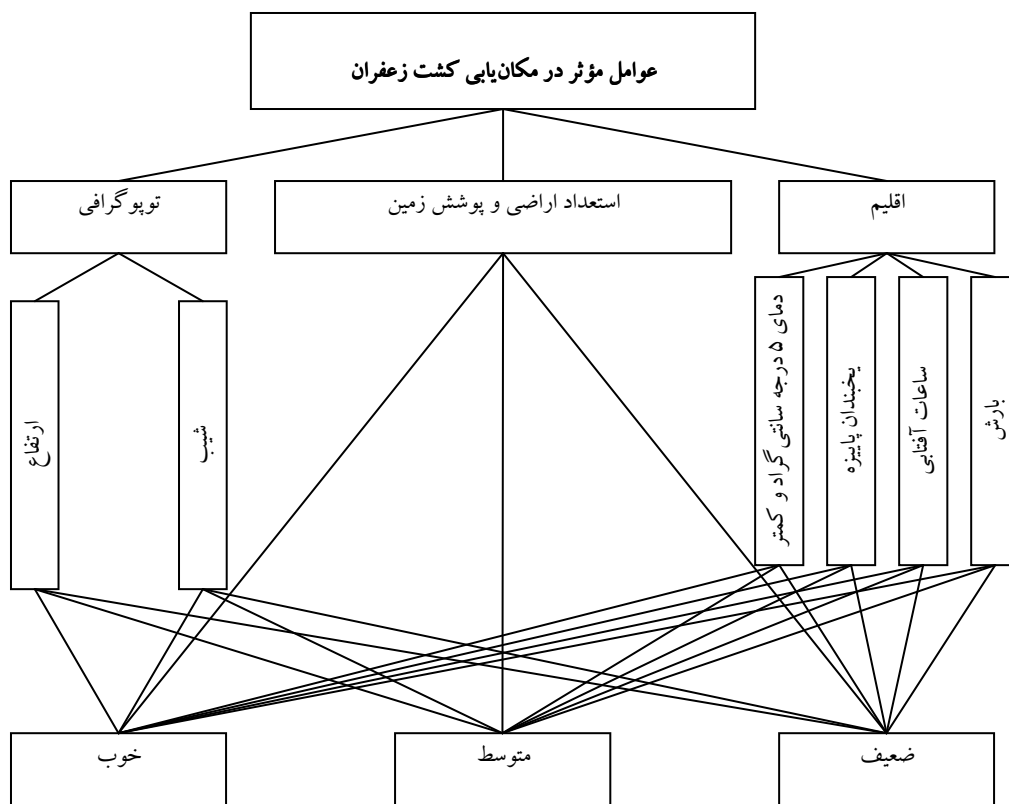 عوامل مؤثر در مکان‌یابی کشت زعفران
اقلیم
استعداد اراضی و پوشش زمین
توپوگرافی
بارش
ساعات آفتابی
یخبندان پاییزه
دمای ۵ درجه سانتی گراد و کمتر
شیب
ارتفاع
ضعیف
متوسط
خوب